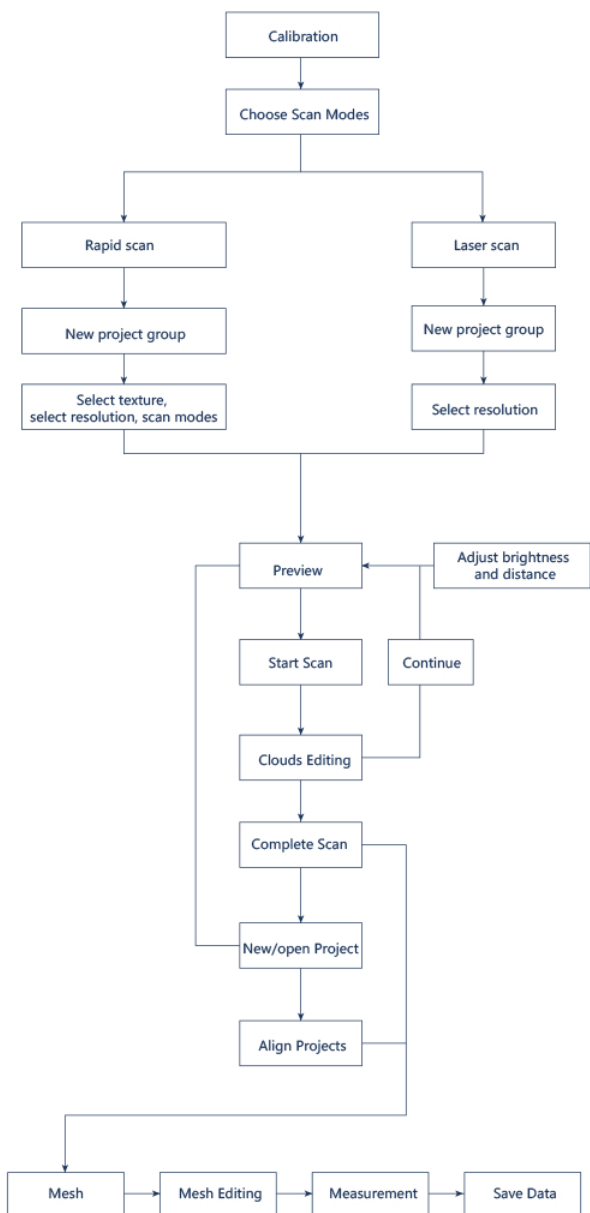 Calibration
Choose Scan Modes
Rapid scan
Laser scan
New project group
New project group
Select texture,
select resolution, scan modes
Select resolution
Preview
Adjust brightness
and distance
Start Scan
Continue
Clouds Editing
Complete Scan
New/open Project
Align Projects
Mesh
Mesh Editing
Measurement
Save Data